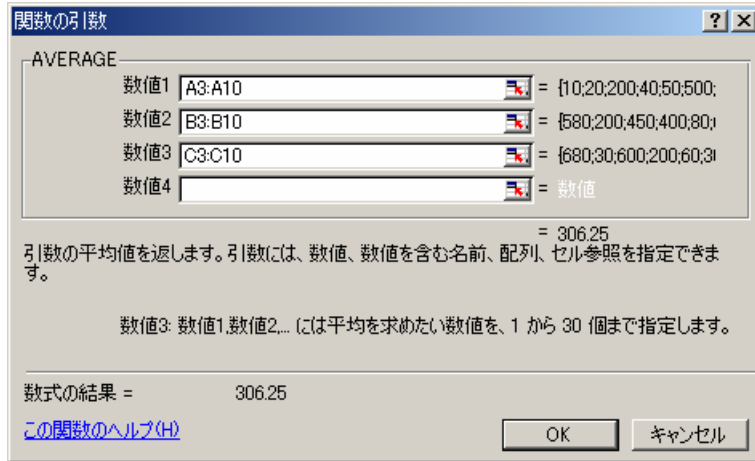 関数の引数
AVERAGE
数値1 A3:A10 = {10;20;200;40;50;500;
数値2 B3:B10 = {580;200;450;400;80;
数値3 C3:C10 = {680;30;600;200;60;3
数値4 = 数値
= 306.25
引数の平均値を返します。引数には、数値、数値を含む名前、配列、セル参照を指定できま
す。
数値3: 数値1,数値2,... には平均を求めたい数値を、1 から 30 個まで指定します。
数式の結果 = 306.25
この関数のヘルプ(H)
OK キャンセル